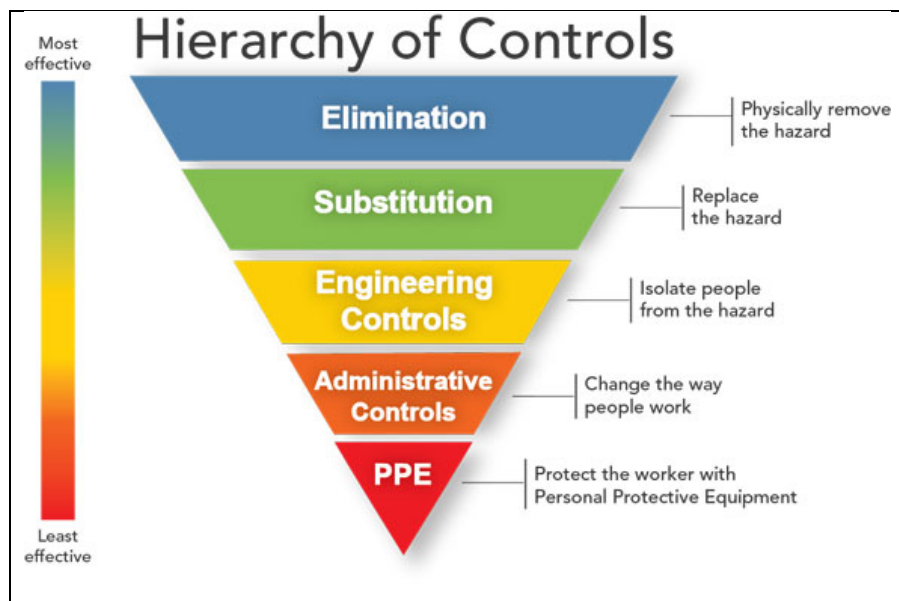 Hierarchy of Controls
Most
effective
Elimination
Physically remove
the hazard
Substitution
Replace
the hazard
Engineering
Controls
Isolate people
from the hazard
Administrative
Controls
Change the way
people work
PPE
Protect the worker with
Personal Protective Equipment
Least
effective